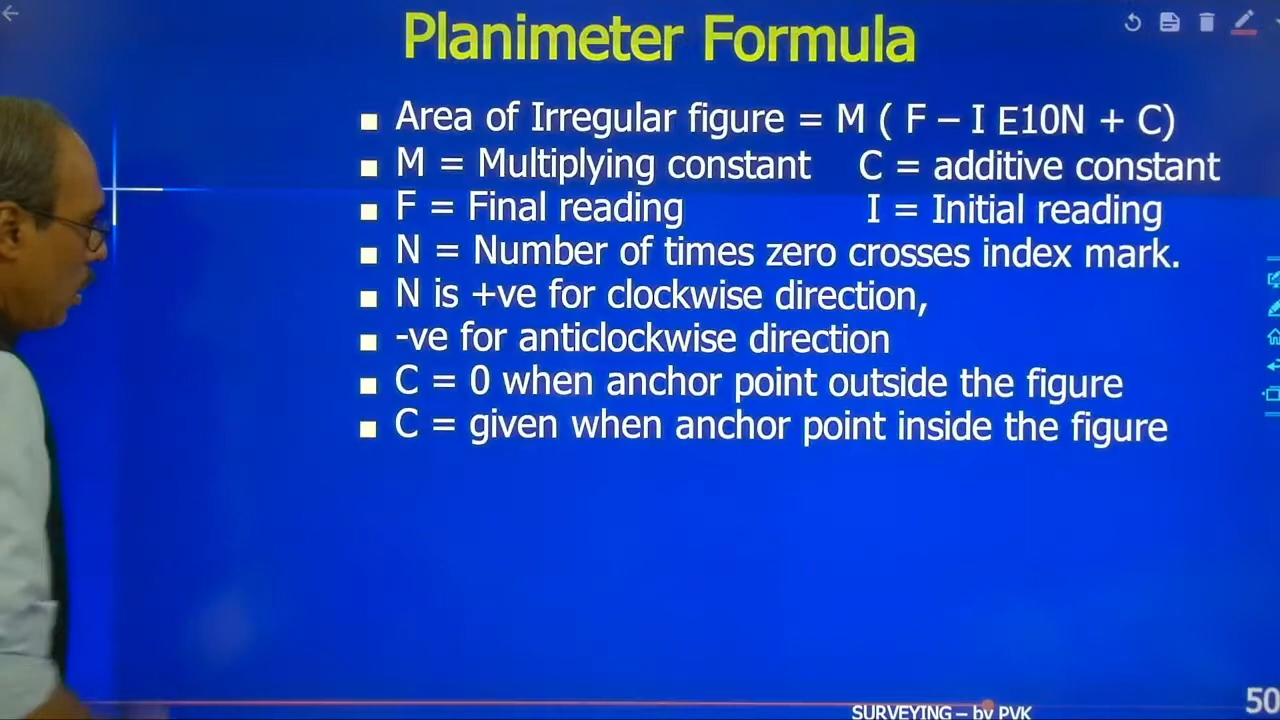 Planimeter Formula
Area of Irregular figure = M ( F – I E10N + C)
M = Multiplying constant C = additive constant
F = Final reading I = Initial reading
N = Number of times zero crosses index mark.
N is +ve for clockwise direction,
-ve for anticlockwise direction
C = 0 when anchor point outside the figure
C = given when anchor point inside the figure
SURVEYING – by PVK
50